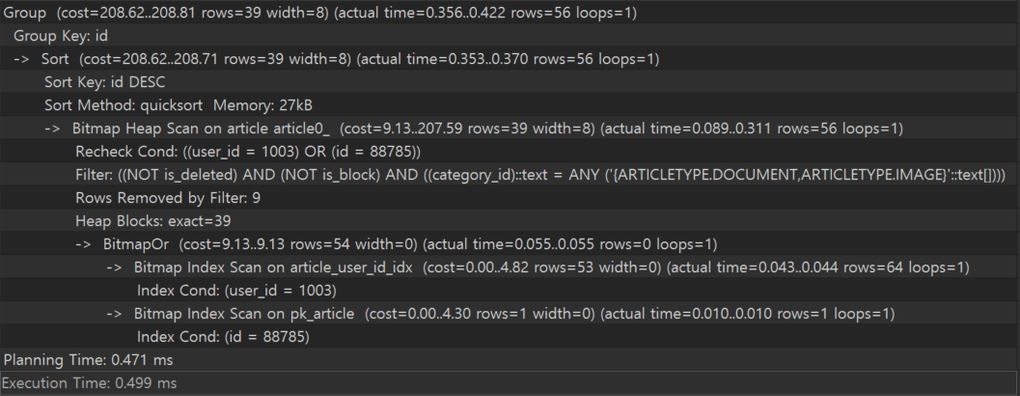 Group  (cost=208.62..208.81 rows=39 width=8) (actual time=0.356..0.422 rows=56 loops=1)
Group Key: id
->  Sort  (cost=208.62..208.71 rows=39 width=8) (actual time=0.353..0.370 rows=56 loops=1)
Sort Key: id DESC
Sort Method: quicksort  Memory: 27kB
->  Bitmap Heap Scan on article article0_  (cost=9.13..207.59 rows=39 width=8) (actual time=0.089..0.311 rows=56 loops=1)
Recheck Cond: ((user_id = 1003) OR (id = 88785))
Filter: ((NOT is_deleted) AND (NOT is_block) AND ((category_id)::text = ANY ('{ARTICLETYPE.DOCUMENT,ARTICLETYPE.IMAGE}'::text[])))
Rows Removed by Filter: 9
Heap Blocks: exact=39
->  BitmapOr  (cost=9.13..9.13 rows=54 width=0) (actual time=0.055..0.055 rows=0 loops=1)
->  Bitmap Index Scan on article_user_id_idx  (cost=0.00..4.82 rows=53 width=0) (actual time=0.043..0.044 rows=64 loops=1)
Index Cond: (user_id = 1003)
->  Bitmap Index Scan on pk_article  (cost=0.00..4.30 rows=1 width=0) (actual time=0.010..0.010 rows=1 loops=1)
Index Cond: (id = 88785)
Planning Time: 0.471 ms
Execution Time: 0.499 ms